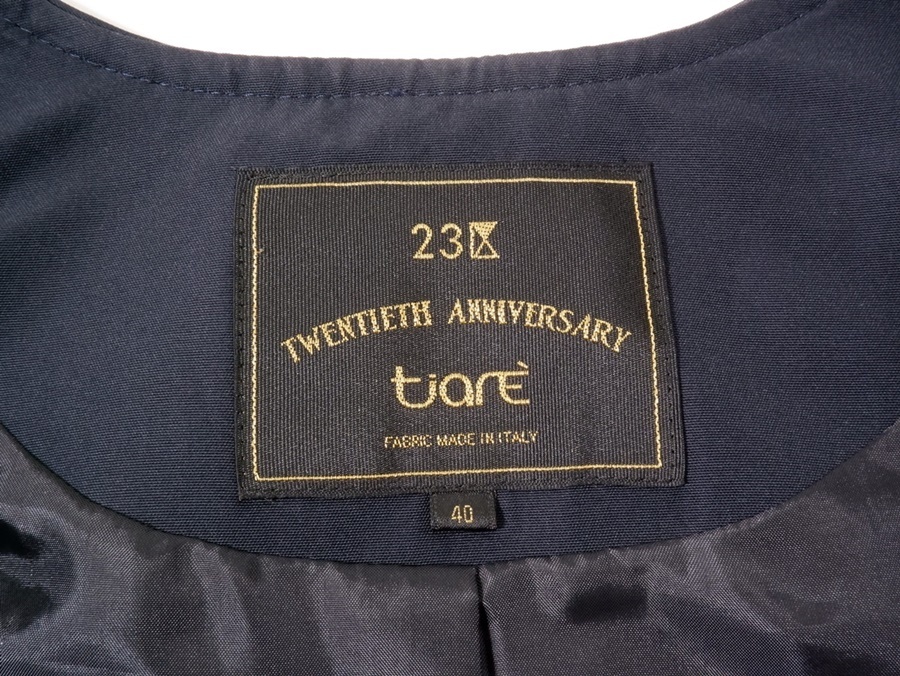 23区
TWENTIETH ANNIVERSARY
tiarÈ
FABRIC MADE IN ITALY
40